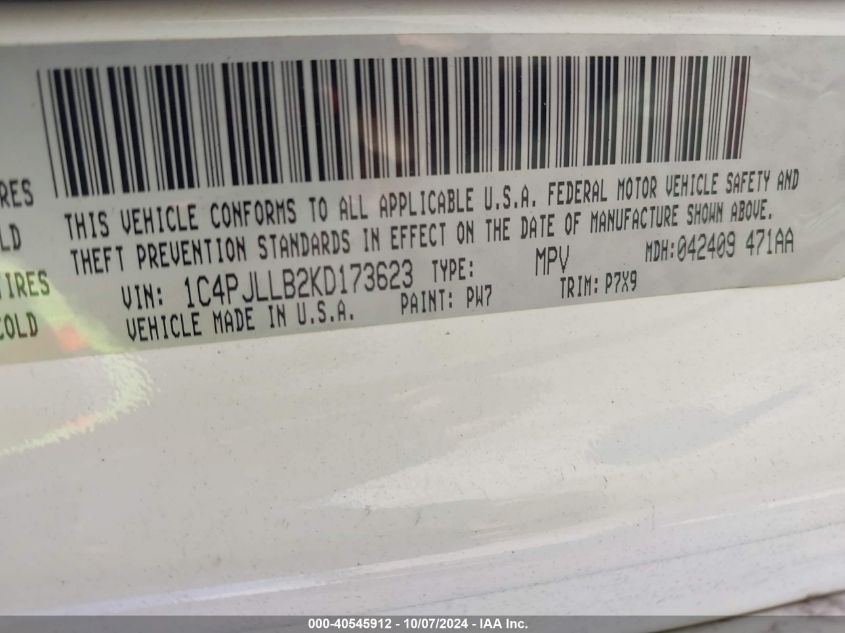 RES
LD
TIRES
COLD
THIS VEHICLE CONFORMS TO ALL APPLICABLE U.S.A. FEDERAL MOTOR VEHICLE SAFETY AND
THEFT PREVENTION STANDARDS IN EFFECT ON THE DATE OF MANUFACTURE SHOWN ABOVE.
VIN: 1C4PJLLB2KD173623 TYPE: MPV MDH:042409 471AA
VEHICLE MADE IN U.S.A. PAINT: PW7 TRIM: P7X9
000-40545912 - 10/07/2024 - IAA Inc.